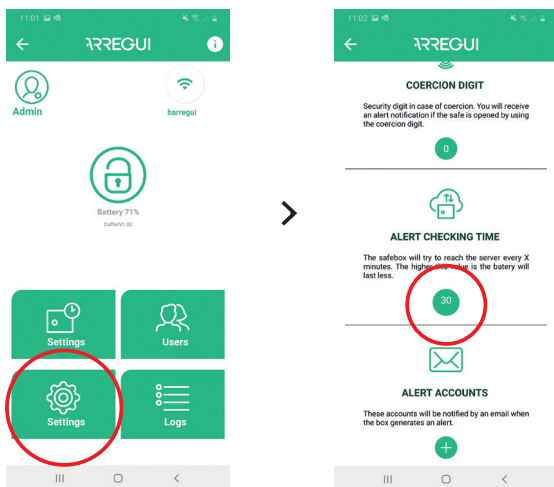 11:01
ARREGUI
Admin
barregui
Battery 71%
CofferV1.02
Settings
Users
Settings
Logs
>
11:02
ARREGUI
COERCION DIGIT
Security digit in case of coercion. You will receive
an alert notification if the safe is opened by using
the coercion digit.
0
ALERT CHECKING TIME
The safebox will try to reach the server every X
minutes. The higher this value is the batery will
last less.
30
ALERT ACCOUNTS
These accounts will be notified by an email when
the box generates an alert.